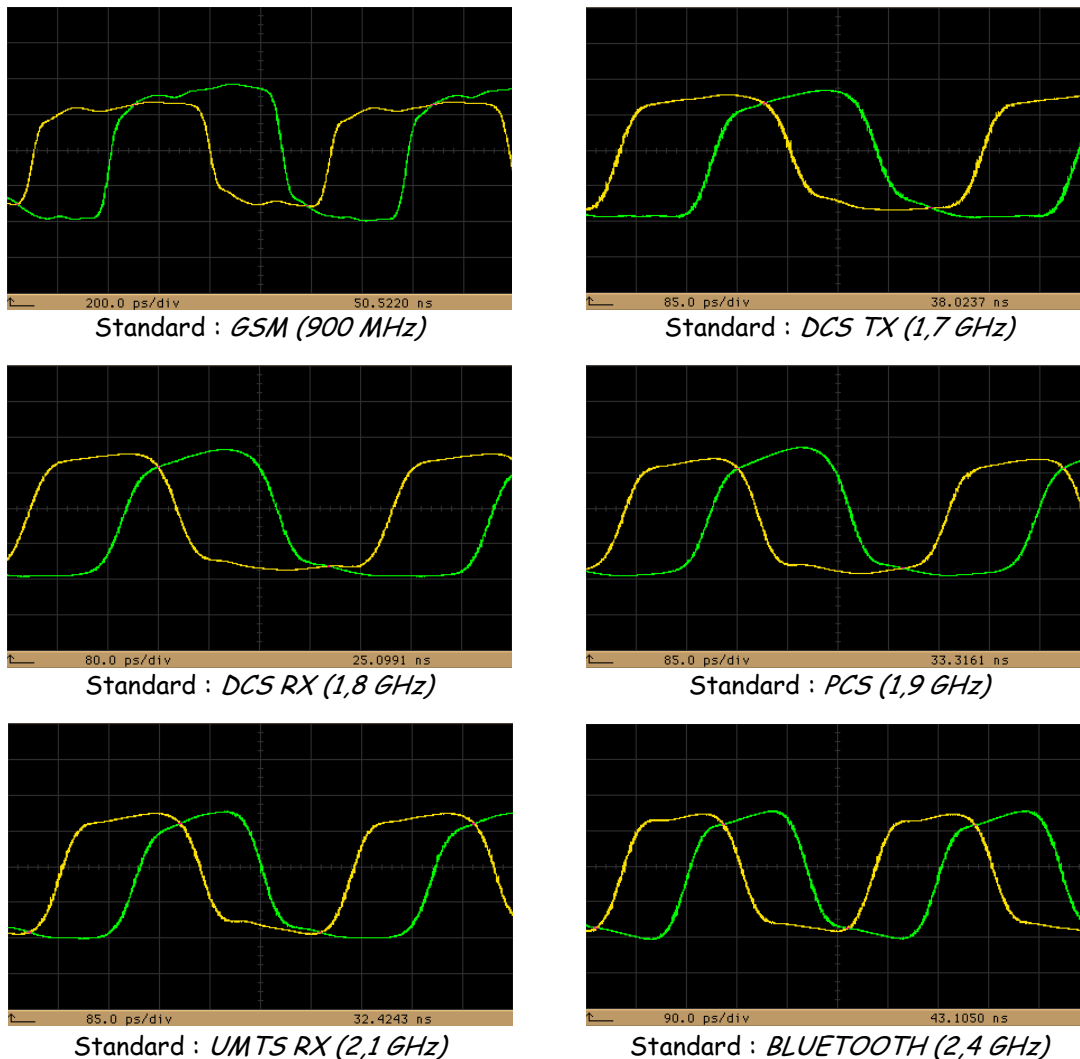 200.0 ps/div 50.5220 ns
Standard : GSM (900 MHz)
85.0 ps/div 38.0237 ns
Standard : DCS TX (1,7 GHz)
80.0 ps/div 25.0991 ns
Standard : DCS RX (1,8 GHz)
85.0 ps/div 33.3161 ns
Standard : PCS (1,9 GHz)
85.0 ps/div 32.4243 ns
Standard : UMTS RX (2,1 GHz)
90.0 ps/div 43.1050 ns
Standard : BLUETOOTH (2,4 GHz)